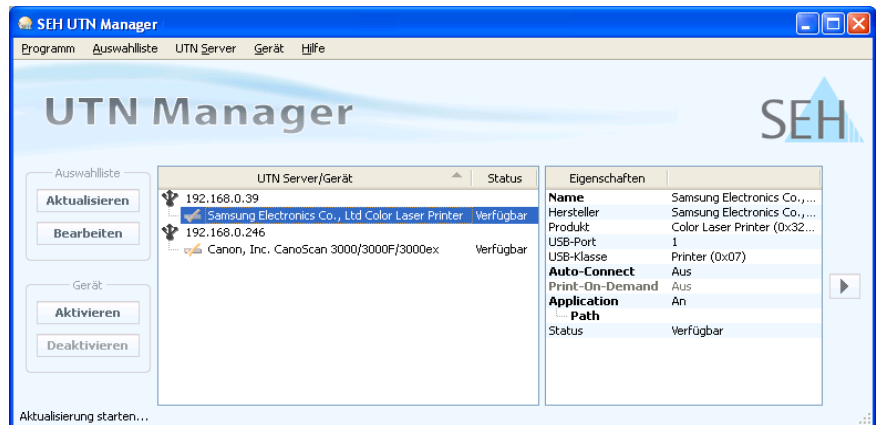 SEH UTN Manager
Programm Auswahlliste UTN Server Gerät Hilfe
UTN Manager
SEH
Auswahlliste
Aktualisieren
Bearbeiten
Gerät
Aktivieren
Deaktivieren
UTN Server/Gerät Status
192.168.0.39
Samsung Electronics Co., Ltd Color Laser Printer Verfügbar
192.168.0.246
Canon, Inc. CanoScan 3000/3000F/3000ex Verfügbar
Eigenschaften
Name Samsung Electronics Co.,...
Hersteller Samsung Electronics Co.,...
Produkt Color Laser Printer (0x32...
USB-Port 1
USB-Klasse Printer (0x07)
Auto-Connect Aus
Print-On-Demand Aus
Application An
Path
Status Verfügbar
Aktualisierung starten...